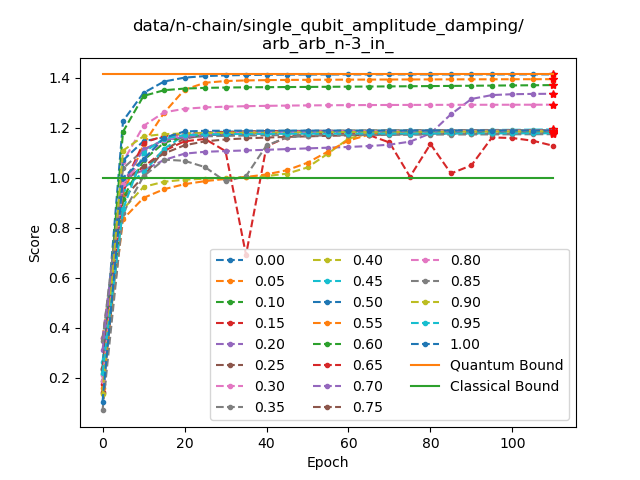 data/n-chain/single_qubit_amplitude_damping/
arb_arb_n-3_in_
Score
1.4
1.2
1.0
0.8
0.6
0.4
0.2
0.00 0.40 0.80
0.05 0.45 0.85
0.10 0.50 0.90
0.15 0.55 0.95
0.20 0.60 1.00
0.25 0.65 Quantum Bound
0.30 0.70 Classical Bound
0.35 0.75
0 20 40 60 80 100
Epoch